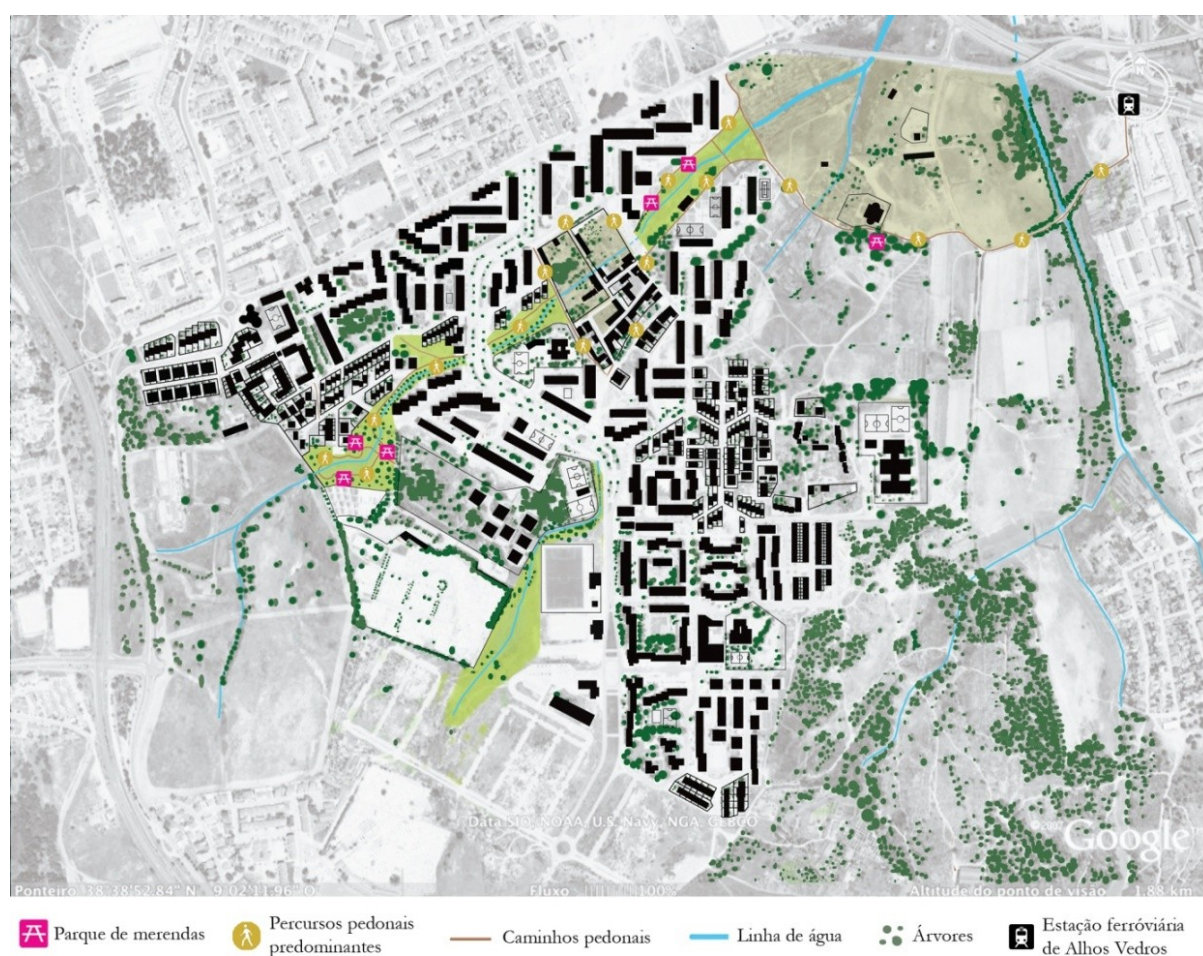 N
Data SIO, NOAA, U.S. Navy, NGA, GEBCO
Google
Ponteiro 38°38'52.84" N 9°02'11.96" O
Fluxo ||||||||| 100%
Altitude do ponto de visão 1.88 km
Parque de merendas
Percursos pedonais
predominantes
Caminhos pedonais
Linha de água
Árvores
Estação ferróviária
de Alhos Vedros